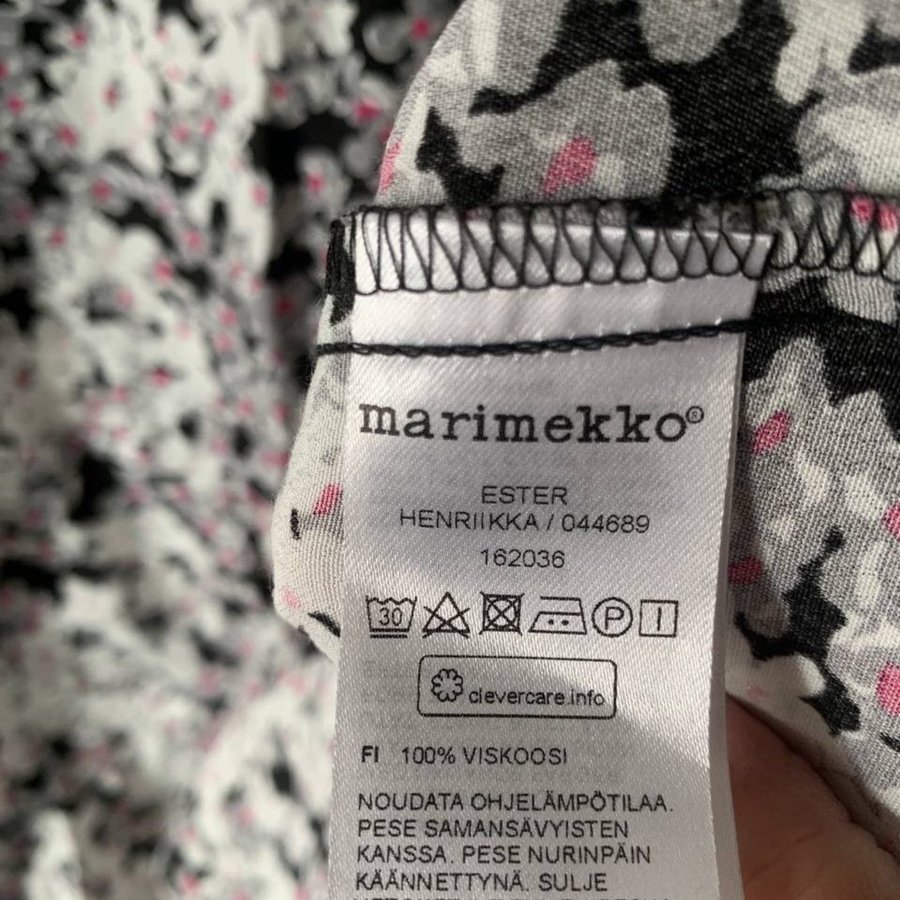 marimekko®
ESTER
HENRIIKKA / 044689
162036
30 P
clevercare.info
FI 100% VISKOOSI
NOUDATA OHJELÄMPÖTILAA.
PESE SAMANSÄVYISTEN
KANSSA. PESE NURINPÄIN
KÄÄNNETTYNÄ. SULJE